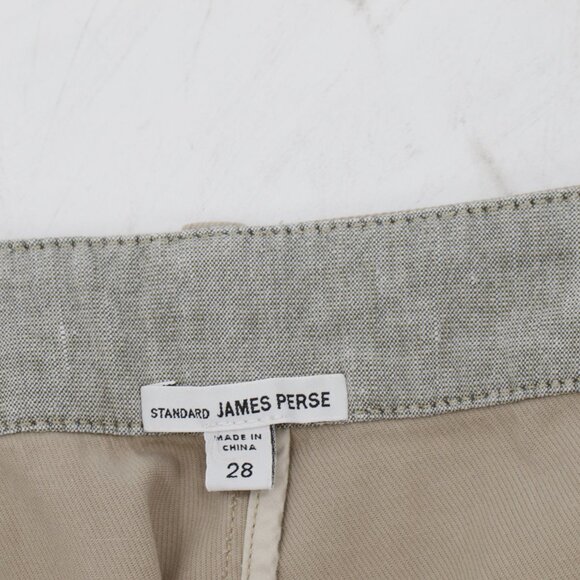 STANDARD JAMES PERSE
MADE IN
CHINA
28